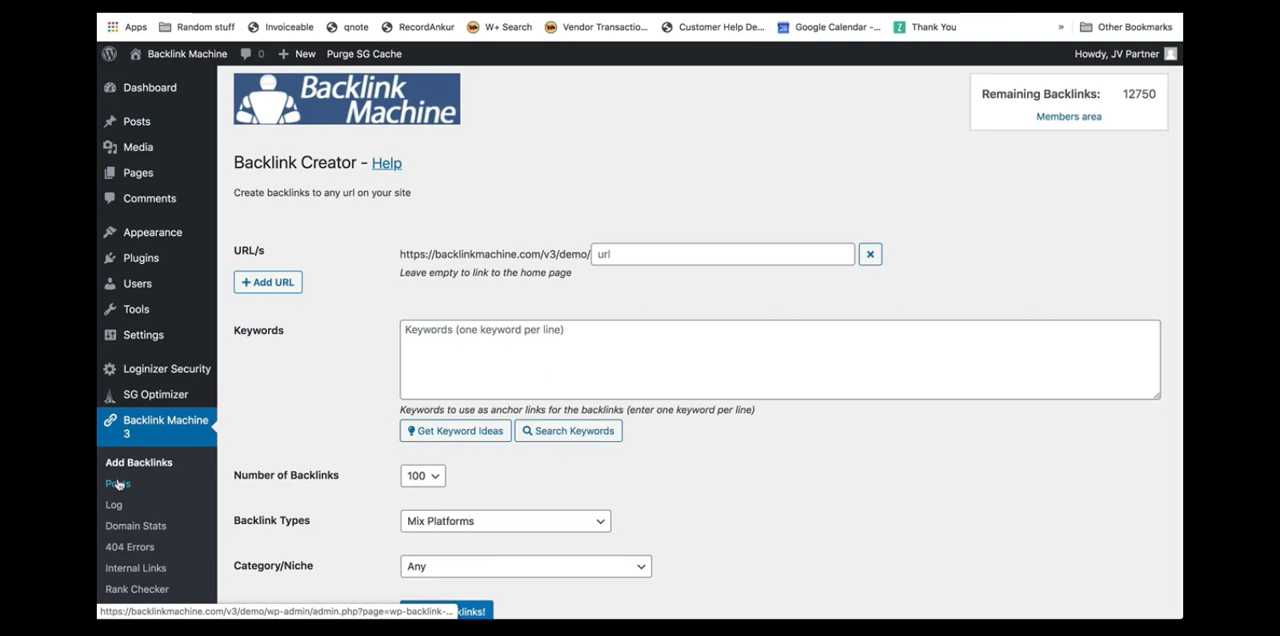 Apps Random stuff Invoiceable qnote RecordAnkur W+ Search Vendor Transactio... Customer Help De... Google Calendar -... Thank You » Other Bookmarks
Backlink Machine 0 + New Purge SG Cache Howdy, JV Partner
Dashboard
Posts
Media
Pages
Comments
Appearance
Plugins
Users
Tools
Settings
Loginizer Security
SG Optimizer
Backlink Machine
3
Add Backlinks
Posts
Log
Domain Stats
404 Errors
Internal Links
Rank Checker
https://backlinkmachine.com/v3/demo/wp-admin/admin.php?page=wp-backlink-...
Backlink
Machine
Remaining Backlinks: 12750
Members area
Backlink Creator - Help
Create backlinks to any url on your site
URL/s
https://backlinkmachine.com/v3/demo/ url
Leave empty to link to the home page
+ Add URL
Keywords
Keywords (one keyword per line)
Keywords to use as anchor links for the backlinks (enter one keyword per line)
Get Keyword Ideas Search Keywords
Number of Backlinks 100
Backlink Types Mix Platforms
Category/Niche Any
klinks!